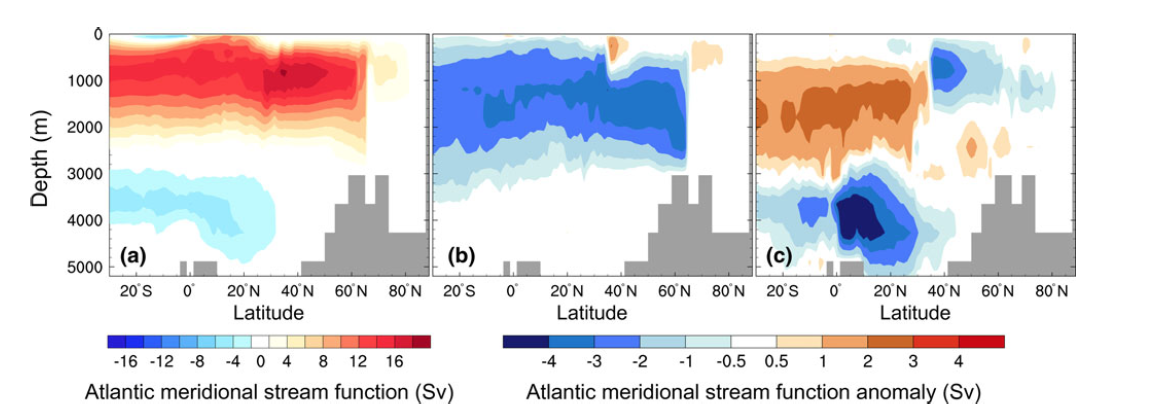 0
1000
2000
3000
4000
5000
Depth (m)
(a)
(b)
(c)
20°S 0° 20°N 40°N 60°N 80°N
20°S 0° 20°N 40°N 60°N 80°N
20°S 0° 20°N 40°N 60°N 80°N
Latitude
Latitude
Latitude
-16 -12 -8 -4 0 4 8 12 16
-4 -3 -2 -1 -0.5 0.5 1 2 3 4
Atlantic meridional stream function (Sv)
Atlantic meridional stream function anomaly (Sv)